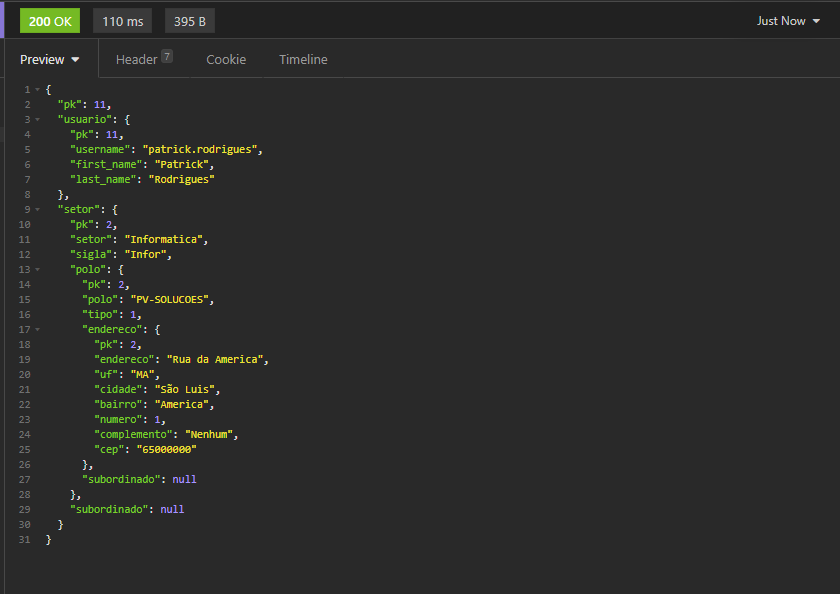 200 OK 110 ms 395 B Just Now
Preview Header 7 Cookie Timeline
1 {
2 "pk": 11,
3 "usuario": {
4 "pk": 11,
5 "username": "patrick.rodrigues",
6 "first_name": "Patrick",
7 "last_name": "Rodrigues"
8 },
9 "setor": {
10 "pk": 2,
11 "setor": "Informatica",
12 "sigla": "Infor",
13 "polo": {
14 "pk": 2,
15 "polo": "PV-SOLUCOES",
16 "tipo": 1,
17 "endereco": {
18 "pk": 2,
19 "endereco": "Rua da America",
20 "uf": "MA",
21 "cidade": "São Luis",
22 "bairro": "America",
23 "numero": 1,
24 "complemento": "Nenhum",
25 "cep": "65000000"
26 },
27 "subordinado": null
28 },
29 "subordinado": null
30 }
31 }